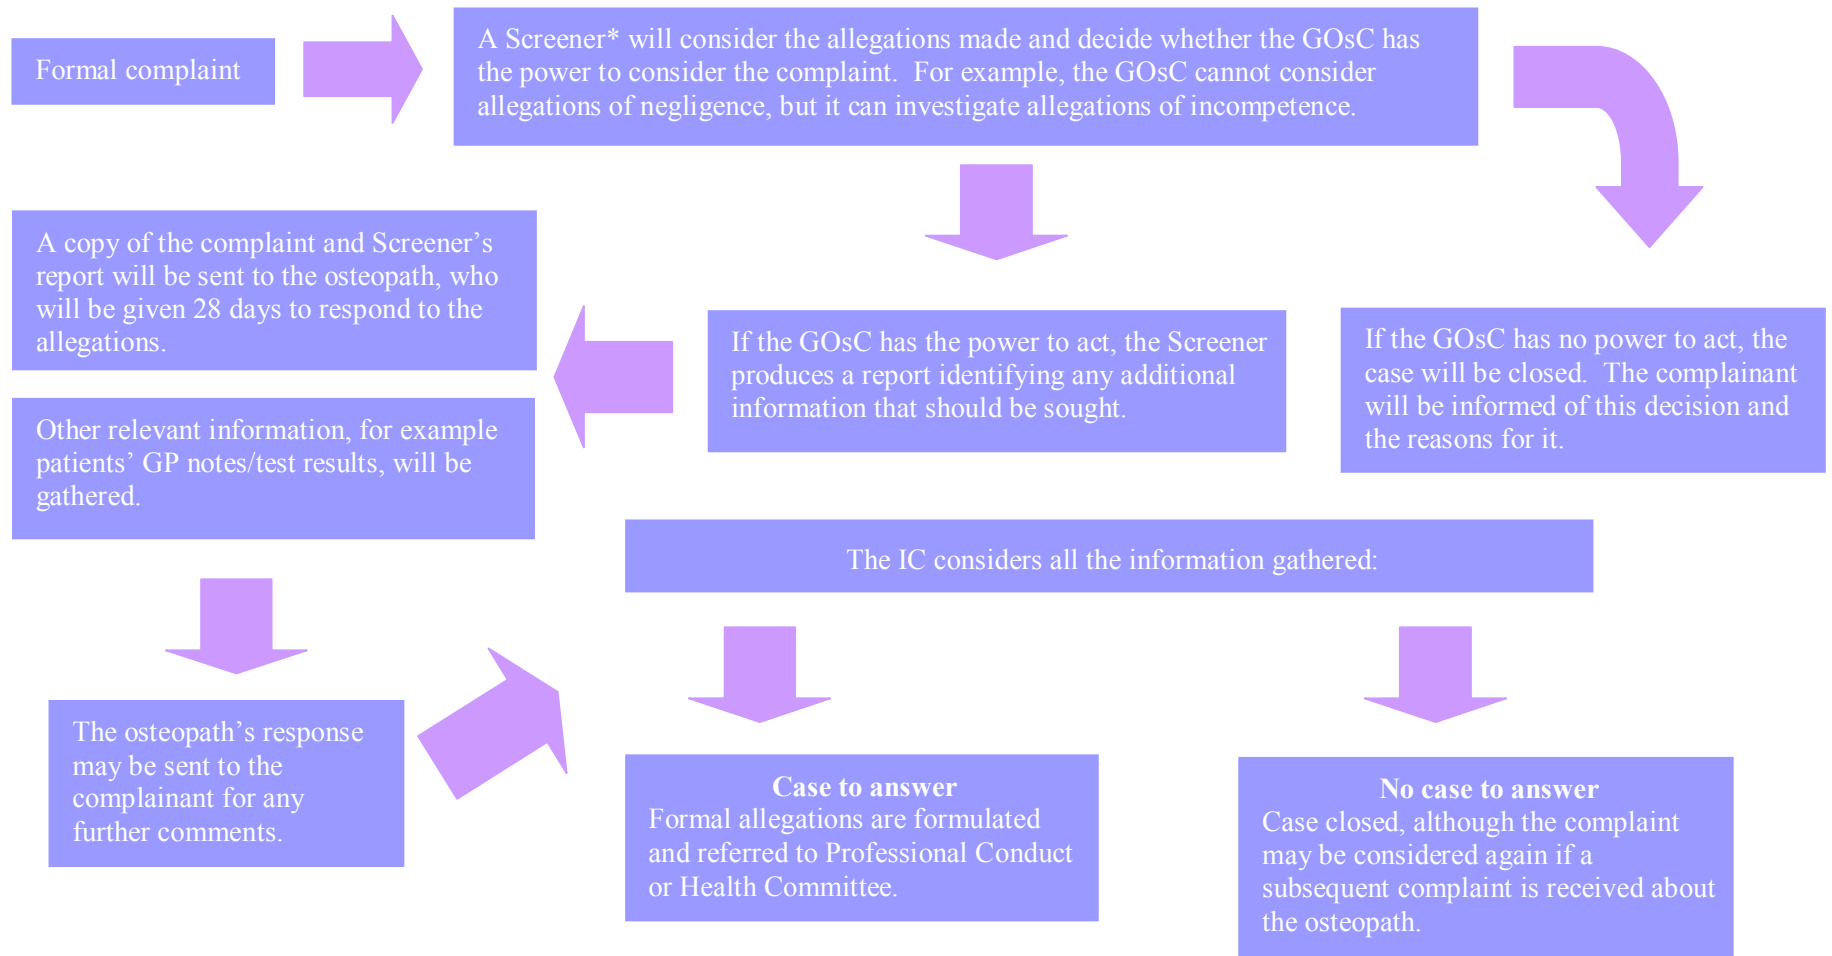 Formal complaint
A Screener* will consider the allegations made and decide whether the GOsC has
the power to consider the complaint.  For example, the GOsC cannot consider
allegations of negligence, but it can investigate allegations of incompetence.
A copy of the complaint and Screener’s
report will be sent to the osteopath, who
will be given 28 days to respond to the
allegations.
If the GOsC has the power to act, the Screener
produces a report identifying any additional
information that should be sought.
If the GOsC has no power to act, the
case will be closed.  The complainant
will be informed of this decision and
the reasons for it.
Other relevant information, for example
patients’ GP notes/test results, will be
gathered.
The IC considers all the information gathered:
The osteopath’s response
may be sent to the
complainant for any
further comments.
Case to answer
Formal allegations are formulated
and referred to Professional Conduct
or Health Committee.
No case to answer
Case closed, although the complaint
may be considered again if a
subsequent complaint is received about
the osteopath.